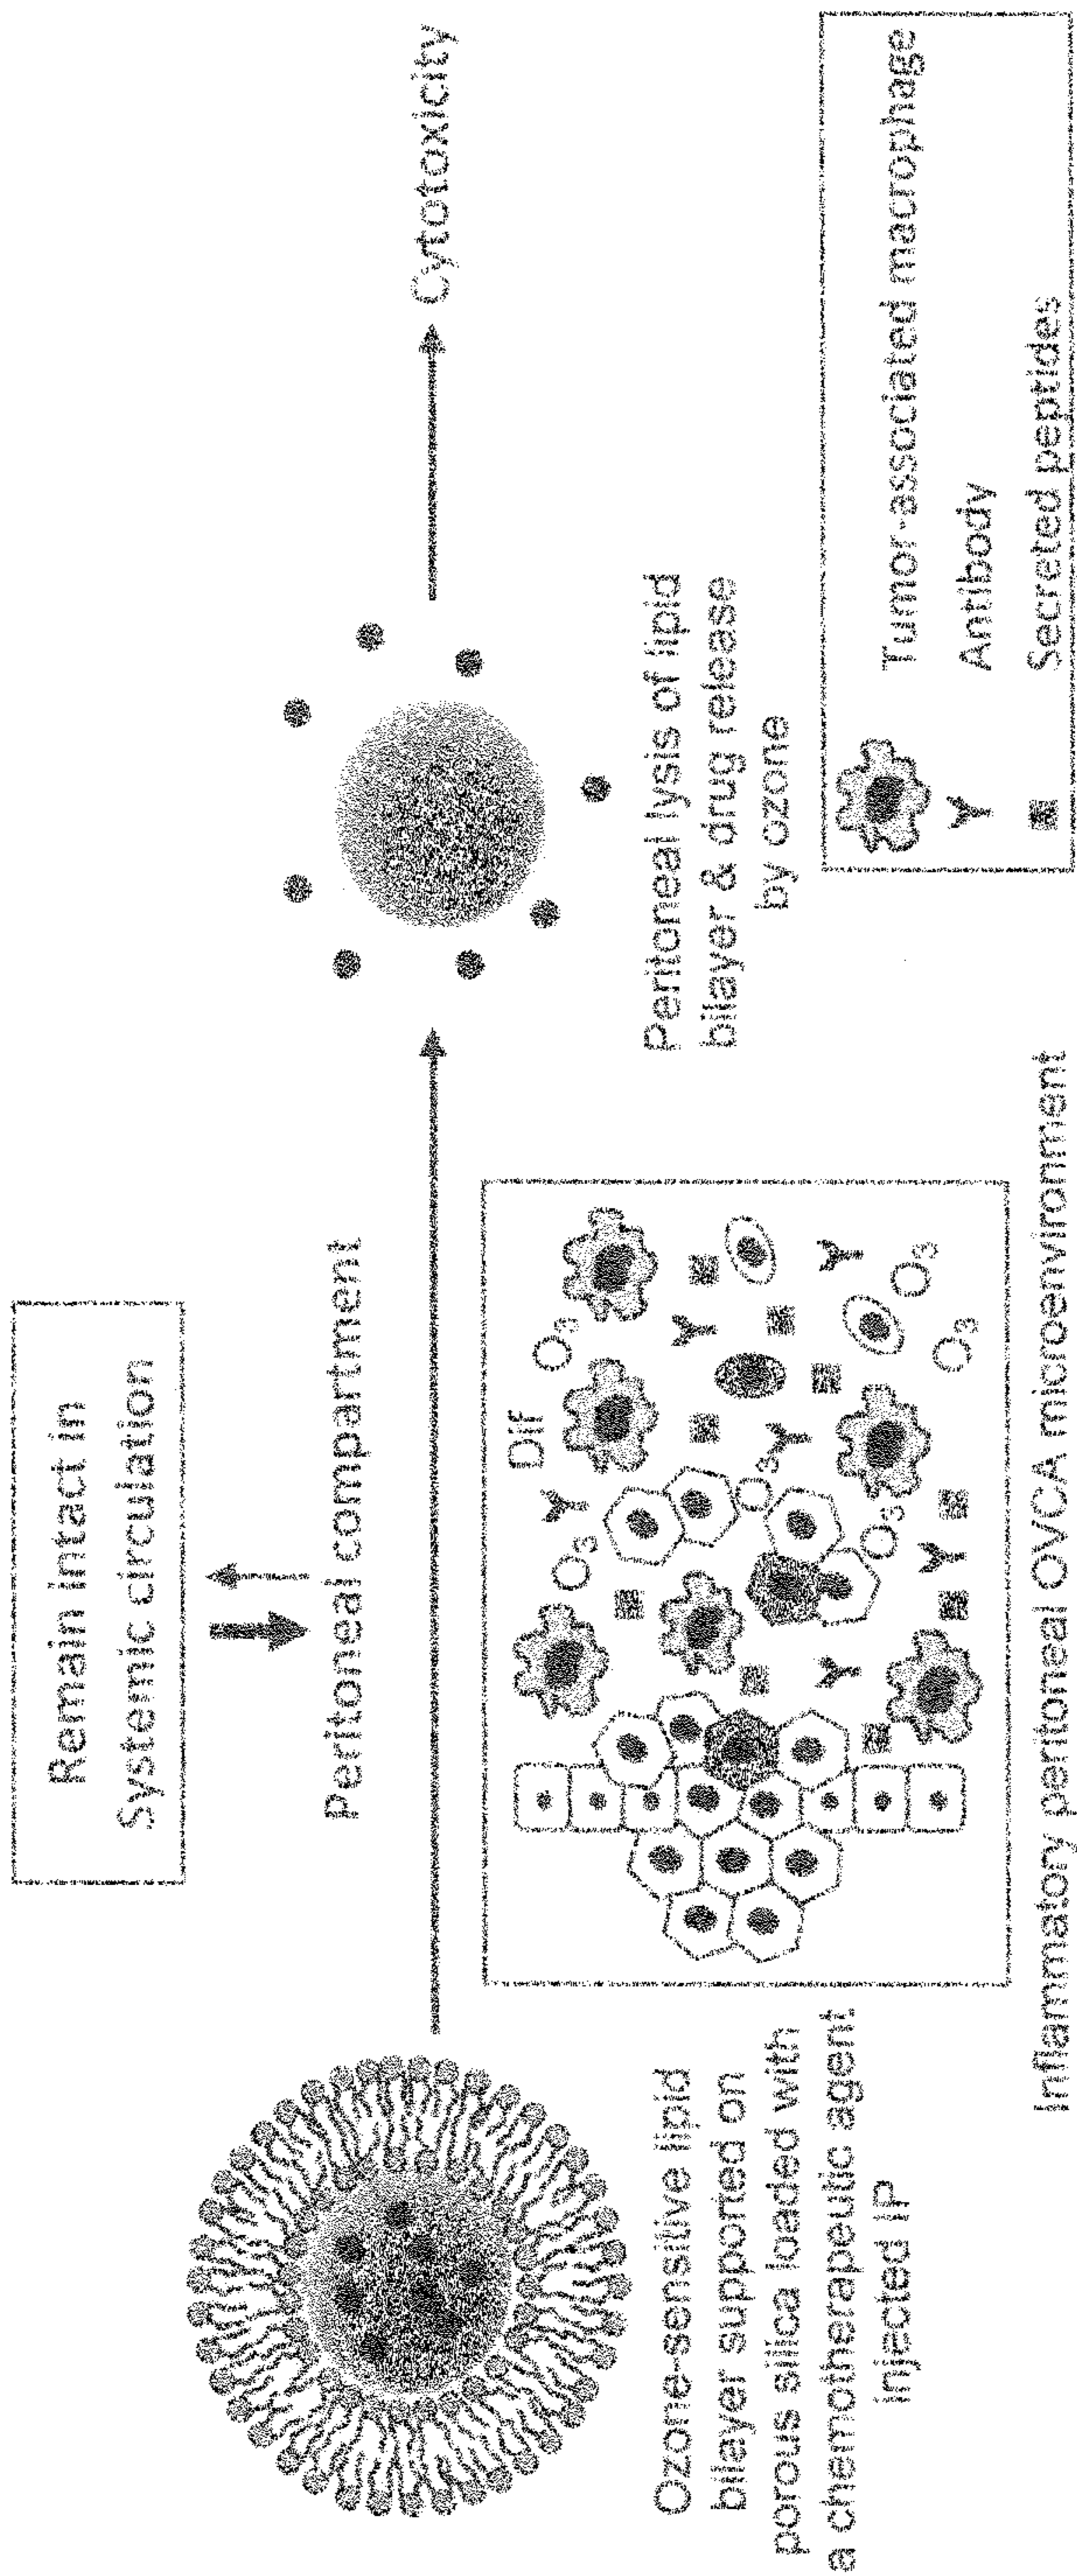 Remain intact in
Systemic circulation
Peritoneal compartment
Cytotoxicity
Ozone-sensitive lipid
bilayer supported on
porous silica loaded with
a chemotherapeutic agent
injected IP
DIF
O3
O3
O3
O3
O3
O3
Inflammatory peritoneal OVCA microenvironment
Peritoneal lysis of lipid
bilayer & drug release
by ozone
Tumor-associated macrophage
Antibody
Secreted peptides